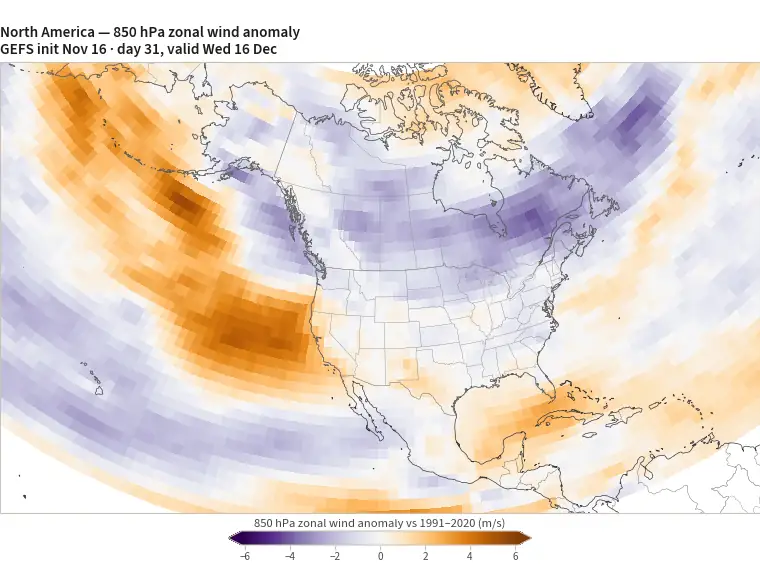 North America — 850 hPa zonal wind anomaly
GEFS init Nov 16 · day 31, valid Wed 16 Dec
850 hPa zonal wind anomaly vs 1991–2020 (m/s)
−6 −4 −2 0 2 4 6